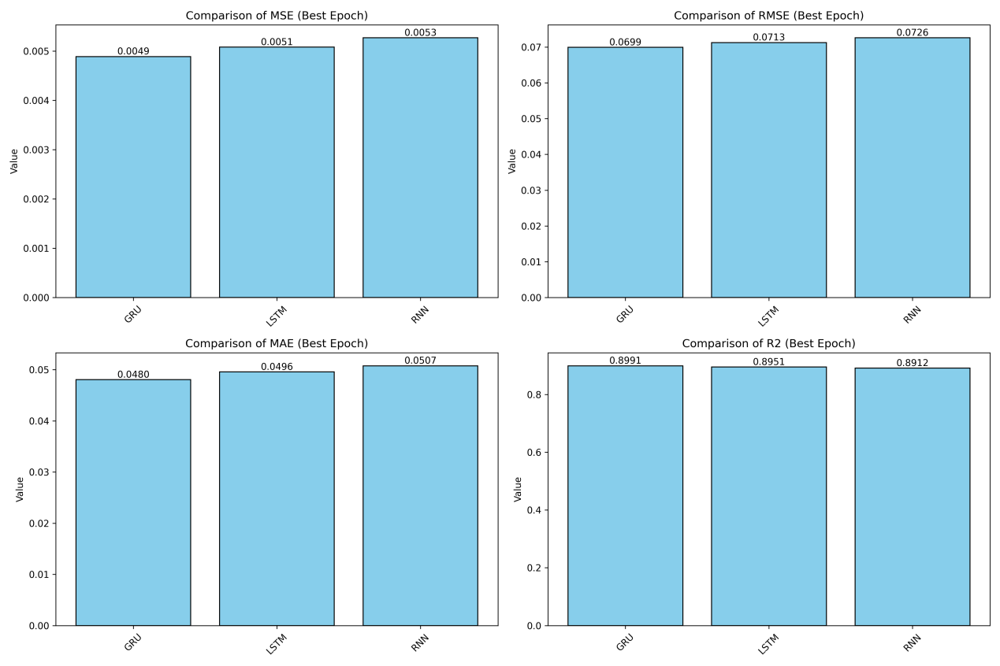 Comparison of MSE (Best Epoch)
Value
0.005
0.004
0.003
0.002
0.001
0.000
0.0049
0.0051
0.0053
GRU
LSTM
RNN
Comparison of RMSE (Best Epoch)
Value
0.07
0.06
0.05
0.04
0.03
0.02
0.01
0.00
0.0699
0.0713
0.0726
GRU
LSTM
RNN
Comparison of MAE (Best Epoch)
Value
0.05
0.04
0.03
0.02
0.01
0.00
0.0480
0.0496
0.0507
GRU
LSTM
RNN
Comparison of R2 (Best Epoch)
Value
0.8
0.6
0.4
0.2
0.0
0.8991
0.8951
0.8912
GRU
LSTM
RNN